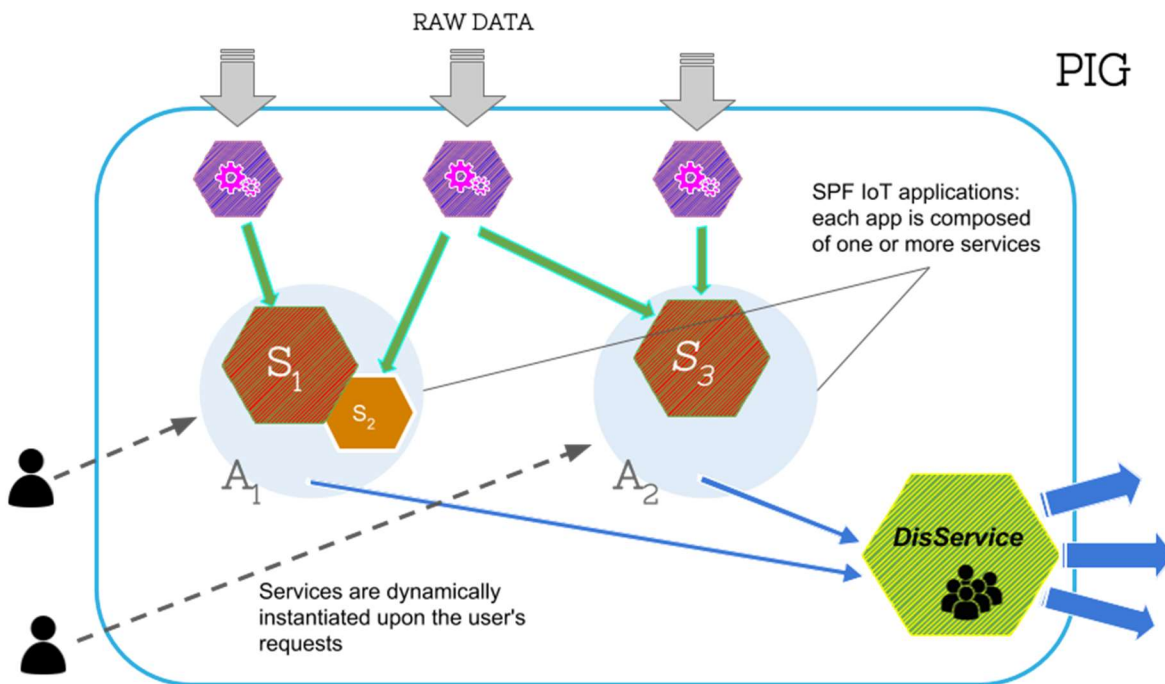 RAW DATA
PIG
SPF IoT applications:
each app is composed
of one or more services
S1
S2
S3
A1
A2
DisService
Services are dynamically
instantiated upon the user's
requests